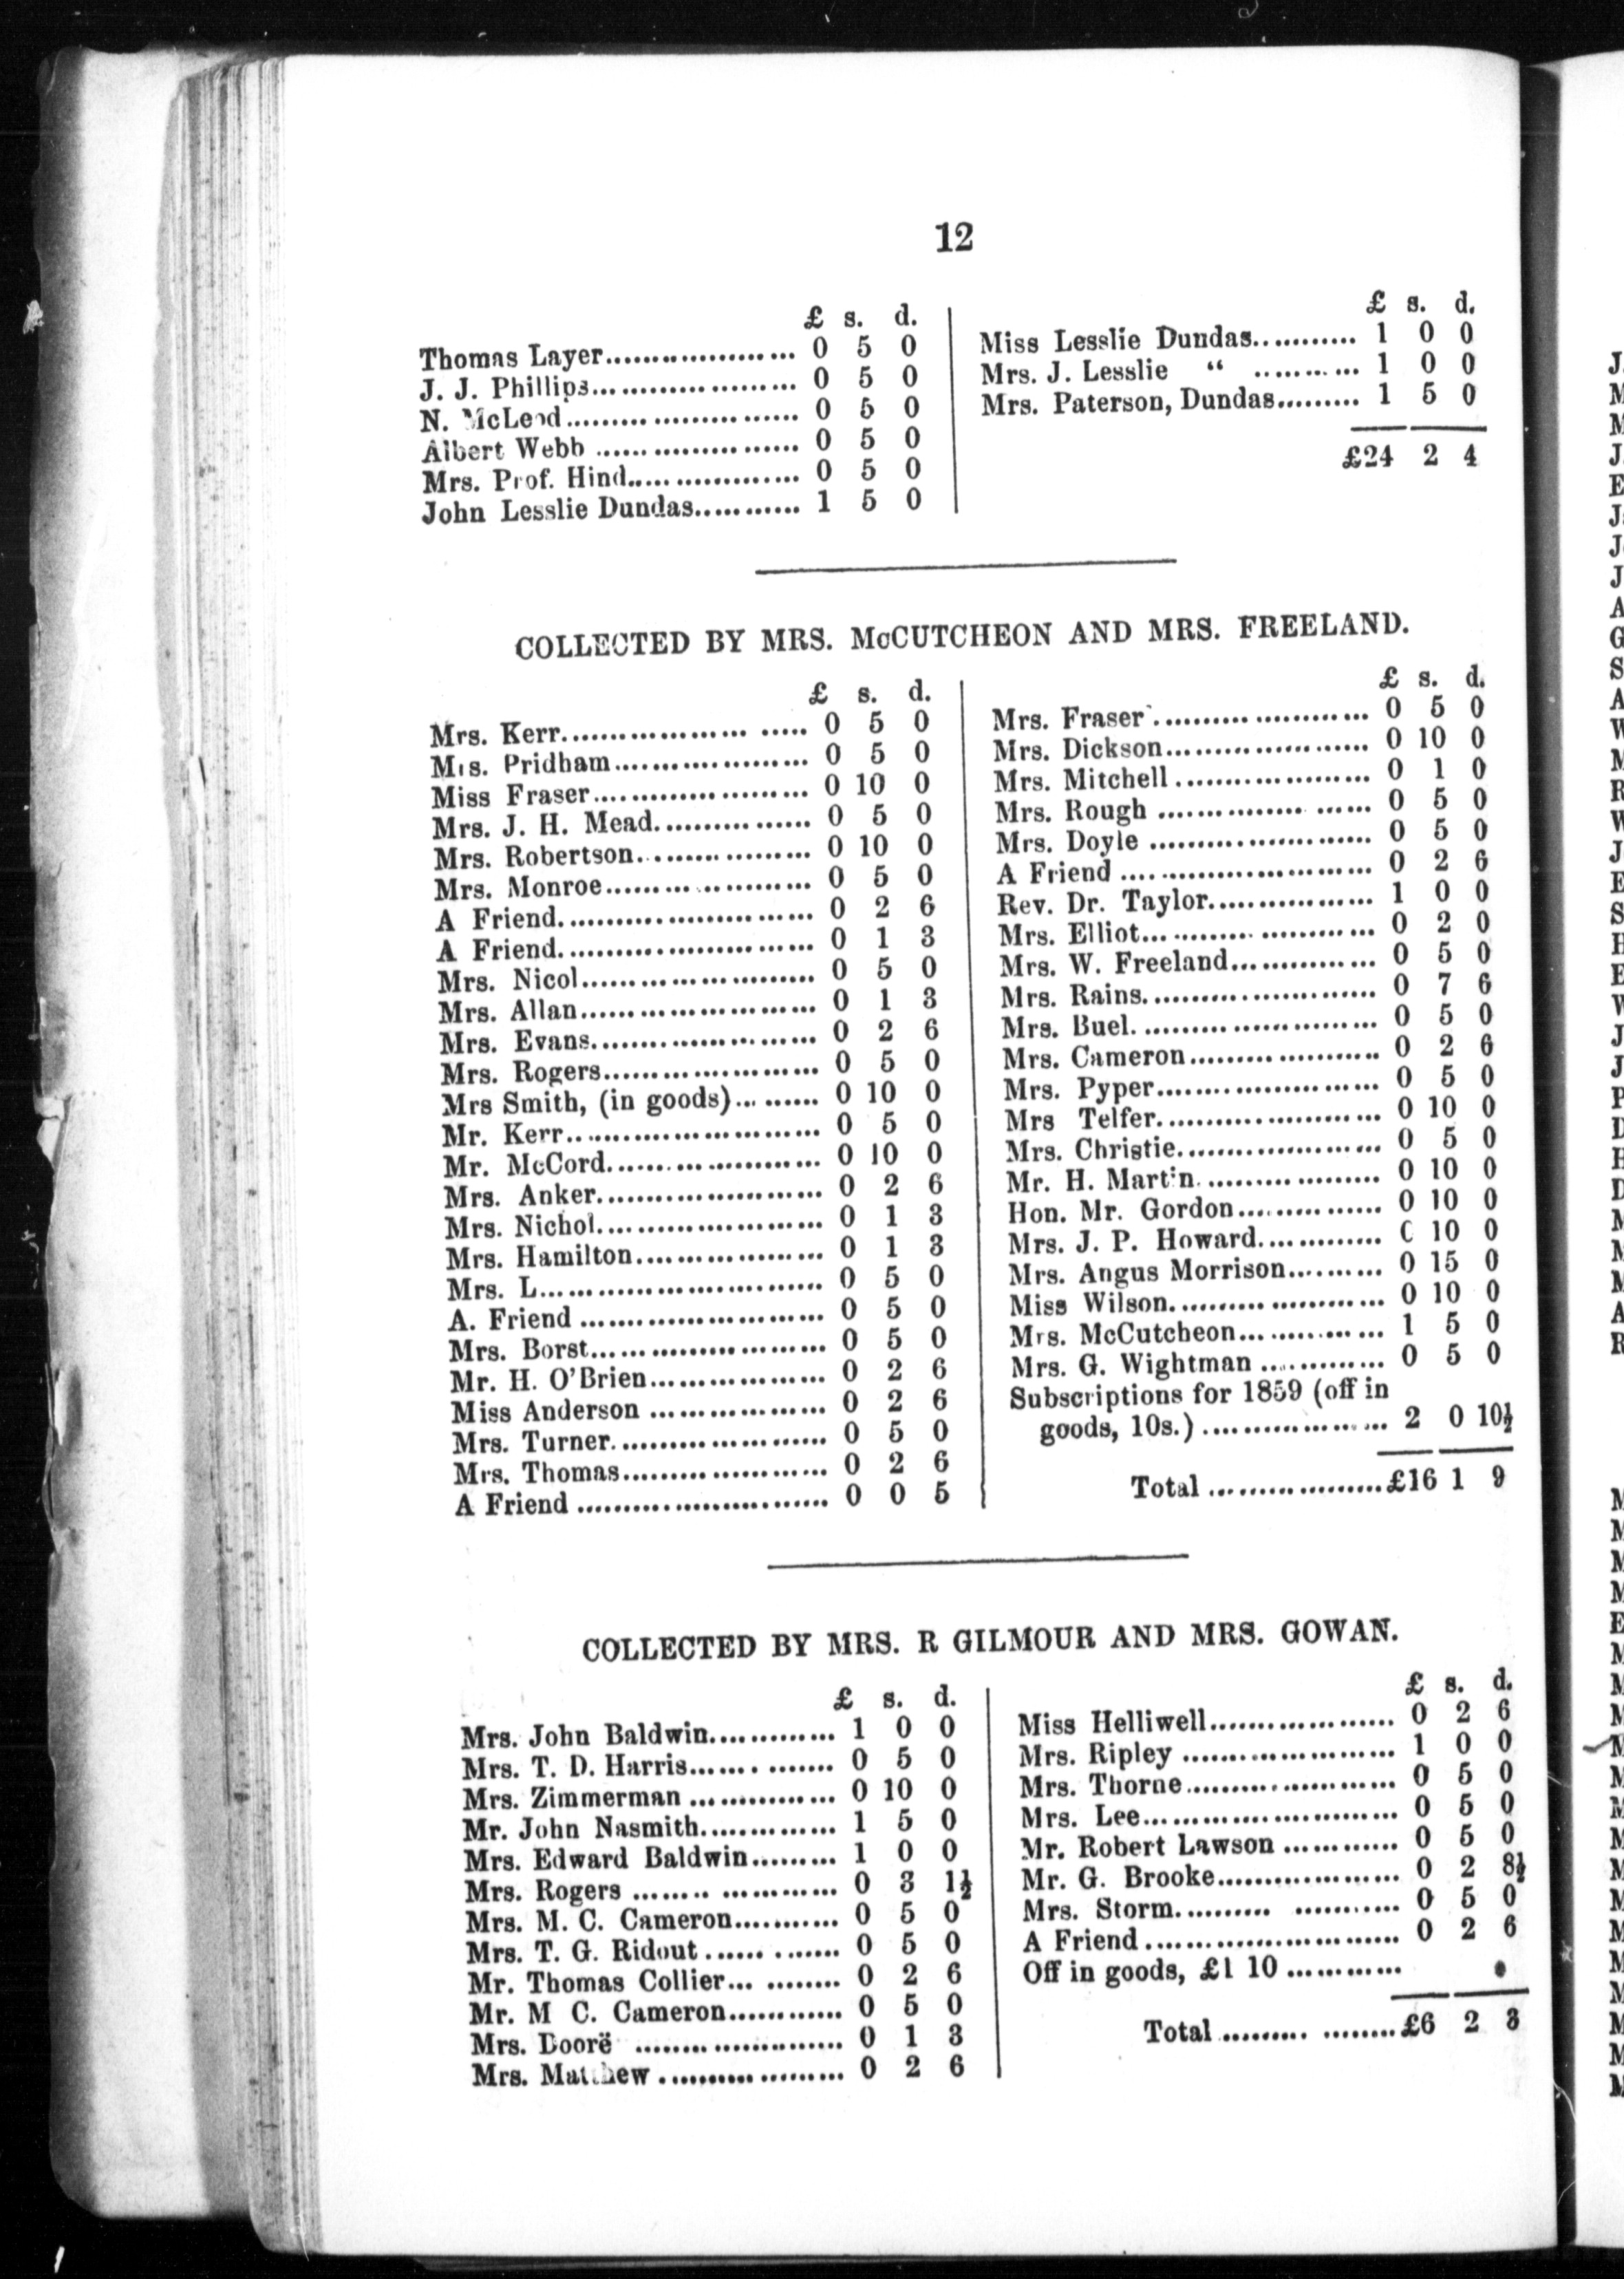 12
£ s. d.
Thomas Layer.................... 0 5 0
J. J. Phillips..................... 0 5 0
N. McLeod........................ 0 5 0
Albert Webb ..................... 0 5 0
Mrs. Prof. Hind.................. 0 5 0
John Lesslie Dundas........... 1 5 0
£ s. d.
Miss Lesslie Dundas........... 1 0 0
Mrs. J. Lesslie “ ........... 1 0 0
Mrs. Paterson, Dundas......... 1 5 0
£24 2 4
COLLECTED BY MRS. McCUTCHEON AND MRS. FREELAND.
£ s. d.
Mrs. Kerr........................ 0 5 0
Mrs. Pridham..................... 0 5 0
Miss Fraser....................... 0 10 0
Mrs. J. H. Mead................. 0 5 0
Mrs. Robertson................... 0 10 0
Mrs. Monroe...................... 0 5 0
A Friend........................... 0 2 6
A Friend........................... 0 1 3
Mrs. Nicol......................... 0 5 0
Mrs. Allan......................... 0 1 3
Mrs. Evans........................ 0 2 6
Mrs. Rogers....................... 0 5 0
Mrs Smith, (in goods)......... 0 10 0
Mr. Kerr........................... 0 5 0
Mr. McCord....................... 0 10 0
Mrs. Anker........................ 0 2 6
Mrs. Nichol........................ 0 1 3
Mrs. Hamilton.................... 0 1 3
Mrs. L.............................. 0 5 0
A. Friend .......................... 0 5 0
Mrs. Borst......................... 0 5 0
Mr. H. O’Brien................... 0 2 6
Miss Anderson ................... 0 2 6
Mrs. Turner....................... 0 5 0
Mrs. Thomas...................... 0 2 6
A Friend ........................... 0 0 5
£ s. d.
Mrs. Fraser........................ 0 5 0
Mrs. Dickson...................... 0 10 0
Mrs. Mitchell..................... 0 1 0
Mrs. Rough ...................... 0 5 0
Mrs. Doyle ........................ 0 5 0
A Friend ........................... 0 2 6
Rev. Dr. Taylor.................. 1 0 0
Mrs. Elliot......................... 0 2 0
Mrs. W. Freeland............... 0 5 0
Mrs. Rains......................... 0 7 6
Mrs. Buel.......................... 0 5 0
Mrs. Cameron.................... 0 2 6
Mrs. Pyper........................ 0 5 0
Mrs Telfer........................ 0 10 0
Mrs. Christie...................... 0 5 0
Mr. H. Martin.................... 0 10 0
Hon. Mr. Gordon................ 0 10 0
Mrs. J. P. Howard............. 0 10 0
Mrs. Angus Morrison.......... 0 15 0
Miss Wilson....................... 0 10 0
Mrs. McCutcheon............... 1 5 0
Mrs. G. Wightman ............. 0 5 0
Subscriptions for 1859 (off in
goods, 10s.) ................... 2 0 10½
Total ...................£16 1 9
COLLECTED BY MRS. R GILMOUR AND MRS. GOWAN.
£ s. d.
Mrs. John Baldwin............. 1 0 0
Mrs. T. D. Harris............... 0 5 0
Mrs. Zimmerman ............... 0 10 0
Mr. John Nasmith.............. 1 5 0
Mrs. Edward Baldwin......... 1 0 0
Mrs. Rogers ..................... 0 3 1½
Mrs. M. C. Cameron........... 0 5 0
Mrs. T. G. Ridout.............. 0 5 0
Mr. Thomas Collier............ 0 2 6
Mr. M C. Cameron............ 0 5 0
Mrs. Doorë ...................... 0 1 3
Mrs. Matthew .................... 0 2 6
£ s. d.
Miss Helliwell................... 0 2 6
Mrs. Ripley ...................... 1 0 0
Mrs. Thorne...................... 0 5 0
Mrs. Lee........................... 0 5 0
Mr. Robert Lawson ............ 0 5 0
Mr. G. Brooke................... 0 2 8½
Mrs. Storm...................... 0 5 0
A Friend.......................... 0 2 6
Off in goods, £1 10 ............
Total.................£6 2 3